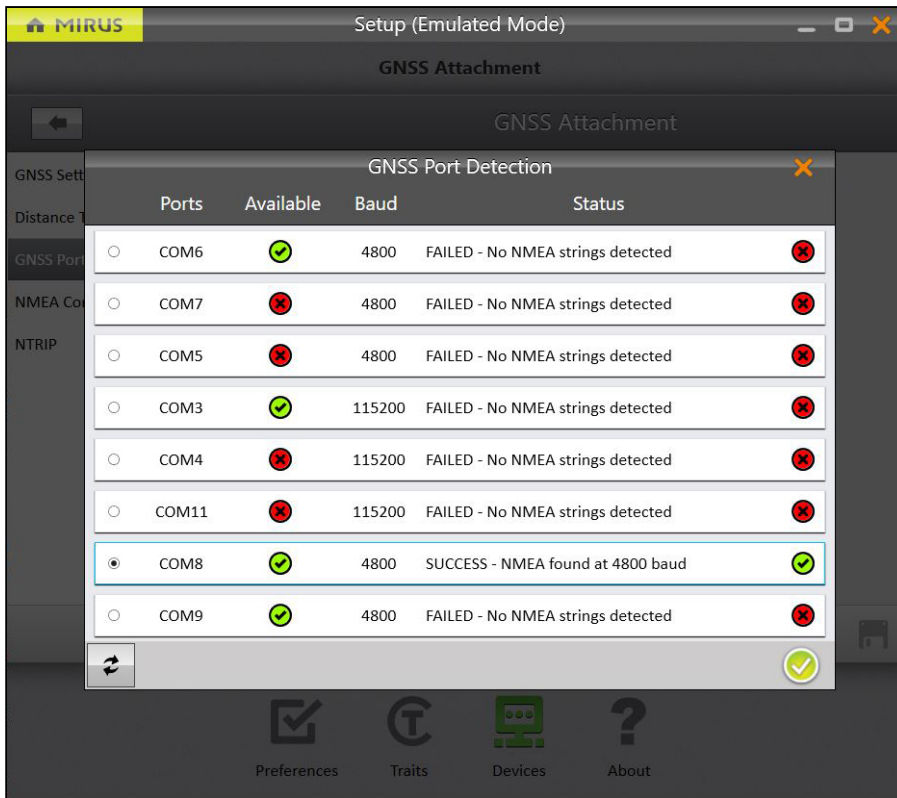 MIRUS Setup (Emulated Mode)
GNSS Attachment
GNSS Attachment
GNSS Sett
Distance T
GNSS Port
NMEA Co
NTRIP
GNSS Port Detection
Ports Available Baud Status
COM6 4800 FAILED - No NMEA strings detected
COM7 4800 FAILED - No NMEA strings detected
COM5 4800 FAILED - No NMEA strings detected
COM3 115200 FAILED - No NMEA strings detected
COM4 115200 FAILED - No NMEA strings detected
COM11 115200 FAILED - No NMEA strings detected
COM8 4800 SUCCESS - NMEA found at 4800 baud
COM9 4800 FAILED - No NMEA strings detected
Preferences Traits Devices About